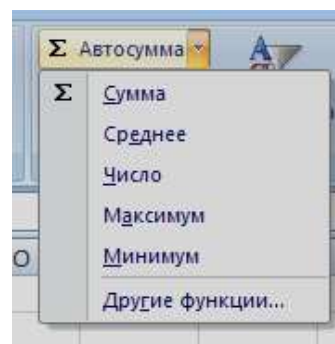 Σ Автосумма
Σ Сумма
Среднее
Число
Максимум
Минимум
О
Другие функции...